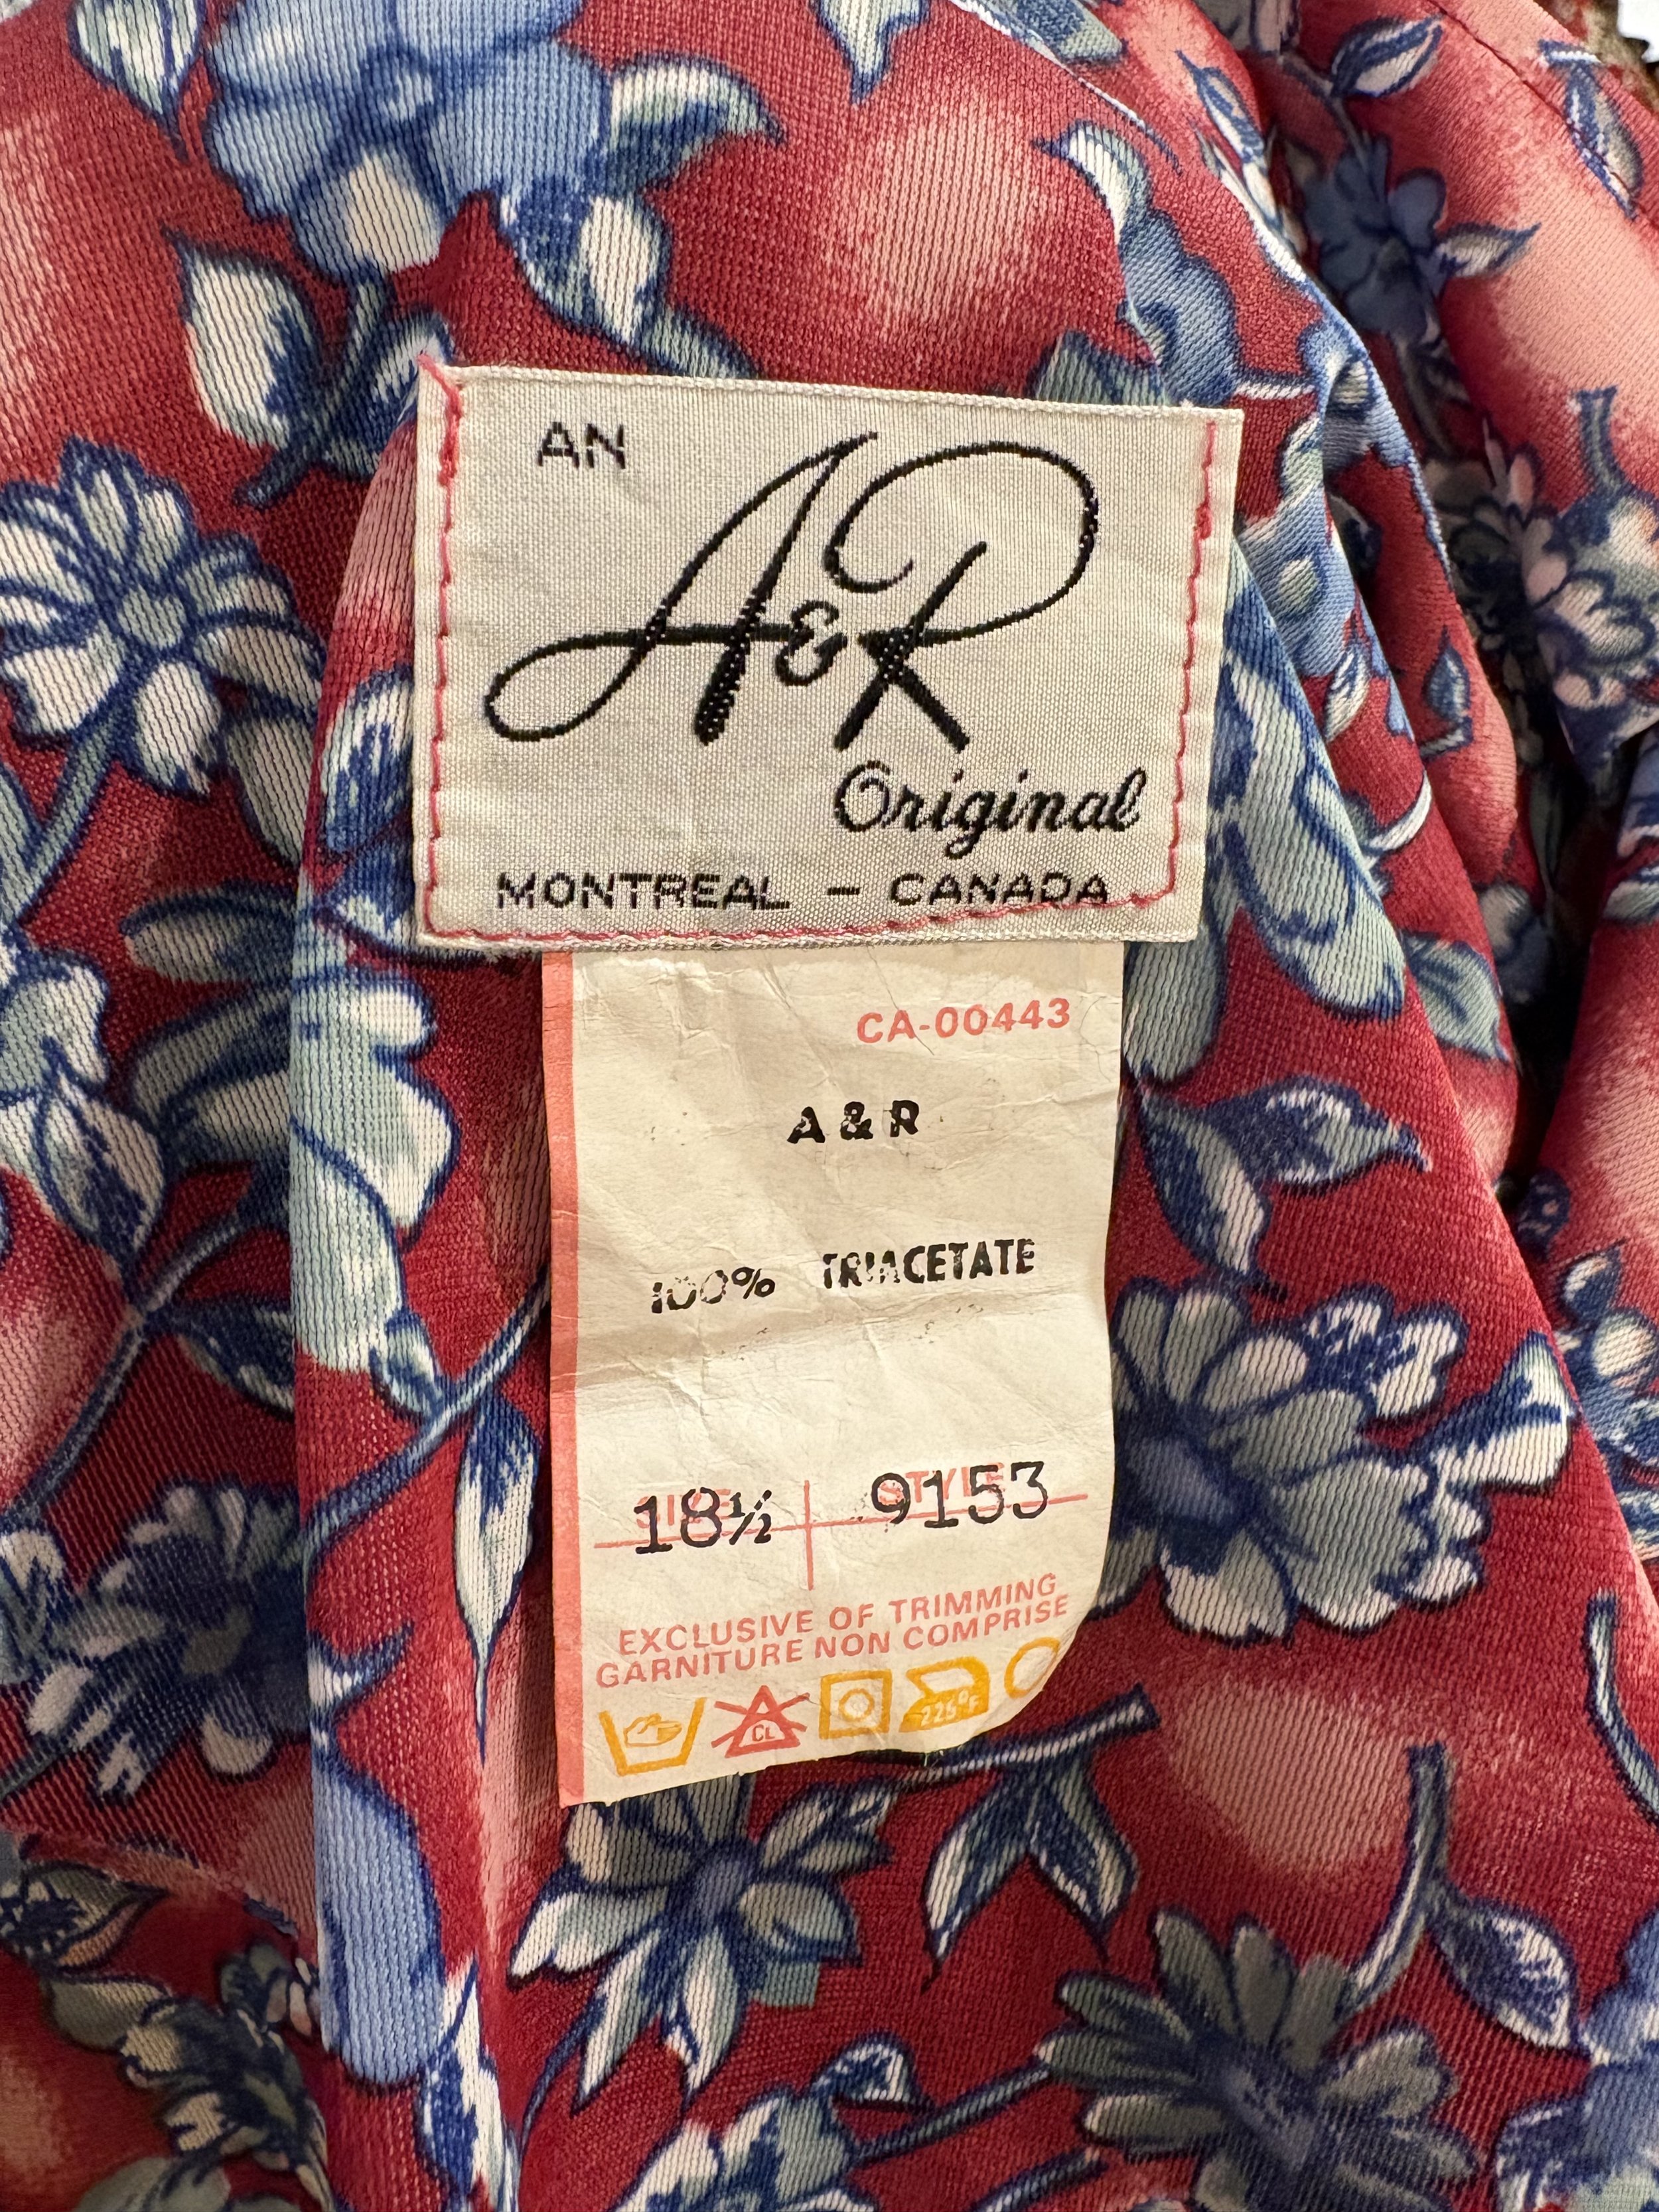 AN
A&R
Original
MONTREAL - CANADA
CA-00443
A & R
100% TRIACETATE
SIZE STYLE
18½ 9153
EXCLUSIVE OF TRIMMING
GARNITURE NON COMPRISE
CL 225°F